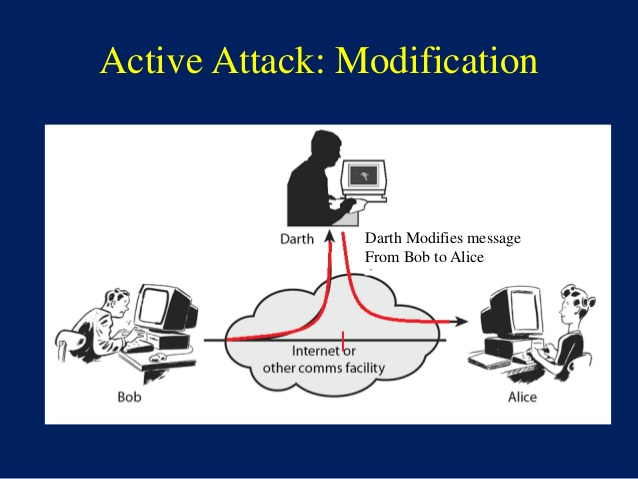 Active Attack: Modification
Darth
Darth Modifies message
From Bob to Alice
Internet or
other comms facility
Bob
Alice